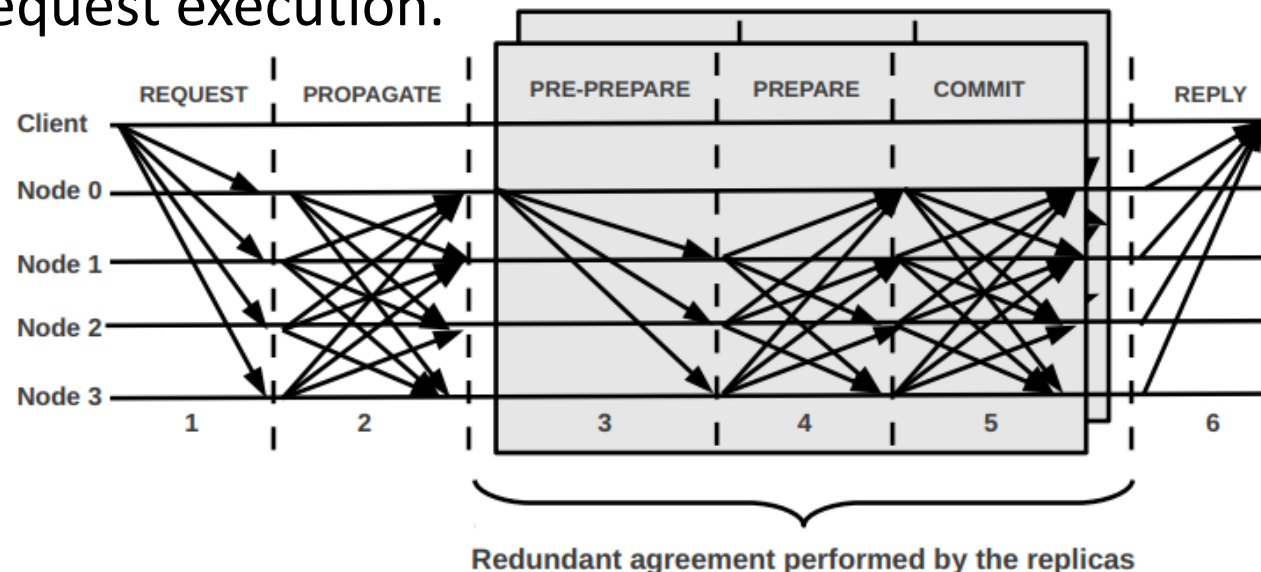 equest execution.
REQUEST PROPAGATE PRE-PREPARE PREPARE COMMIT REPLY
Client
Node 0
Node 1
Node 2
Node 3
1 2 3 4 5 6
Redundant agreement performed by the replicas